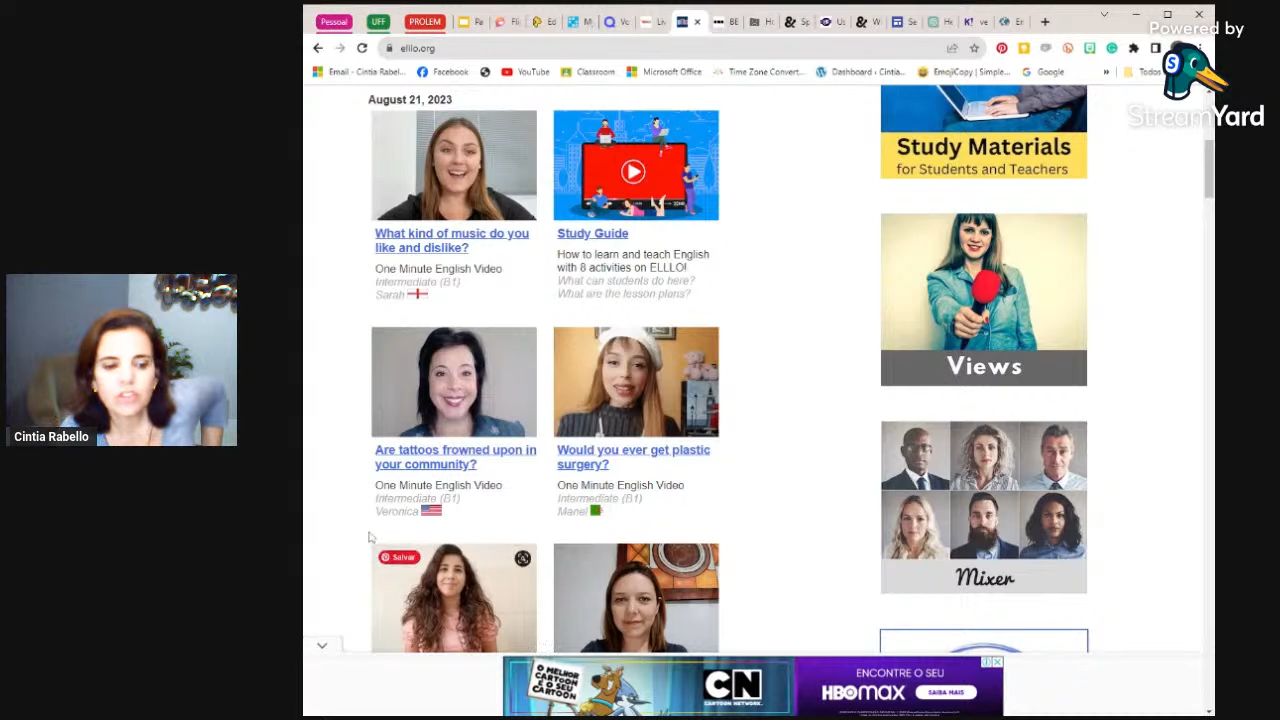 Pessoal
UFF
PROLEM
BE
elllo.org
Email - Cintia Rabel...
Facebook
YouTube
Classroom
Microsoft Office
Time Zone Convert...
Dashboard ‹ Cintia...
EmojiCopy | Simple...
Google
»
Todos
Powered by
StreamYard
August 21, 2023
What kind of music do you
like and dislike?
One Minute English Video
Intermediate (B1)
Sarah
Study Guide
How to learn and teach English
with 8 activities on ELLLO!
What can students do here?
What are the lesson plans?
Are tattoos frowned upon in
your community?
One Minute English Video
Intermediate (B1)
Veronica
Would you ever get plastic
surgery?
One Minute English Video
Intermediate (B1)
Manel
Salvar
Study Materials
for Students and Teachers
Views
Mixer
Cintia Rabello
O MELHOR
CARTOON É O SEU
CARTOON
CN
CARTOON NETWORK
ENCONTRE O SEU
HBOMAX
SAIBA MAIS